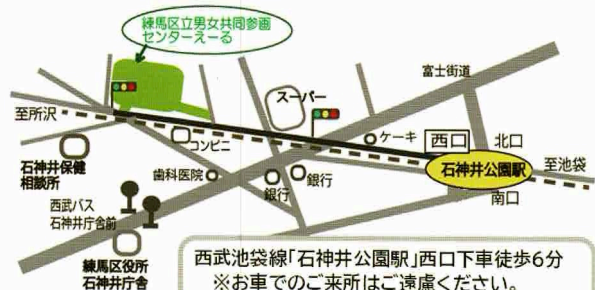 練馬区立男女共同参画
センターえーる
富士街道
スーパー
至所沢
コンビニ
ケーキ
西口
北口
石神井公園駅
至池袋
南口
石神井保健
相談所
歯科医院
銀行
銀行
西武バス
石神井庁舎前
練馬区役所
石神井庁舎
西武池袋線「石神井公園駅」西口下車徒歩6分
※お車でのご来所はご遠慮ください。